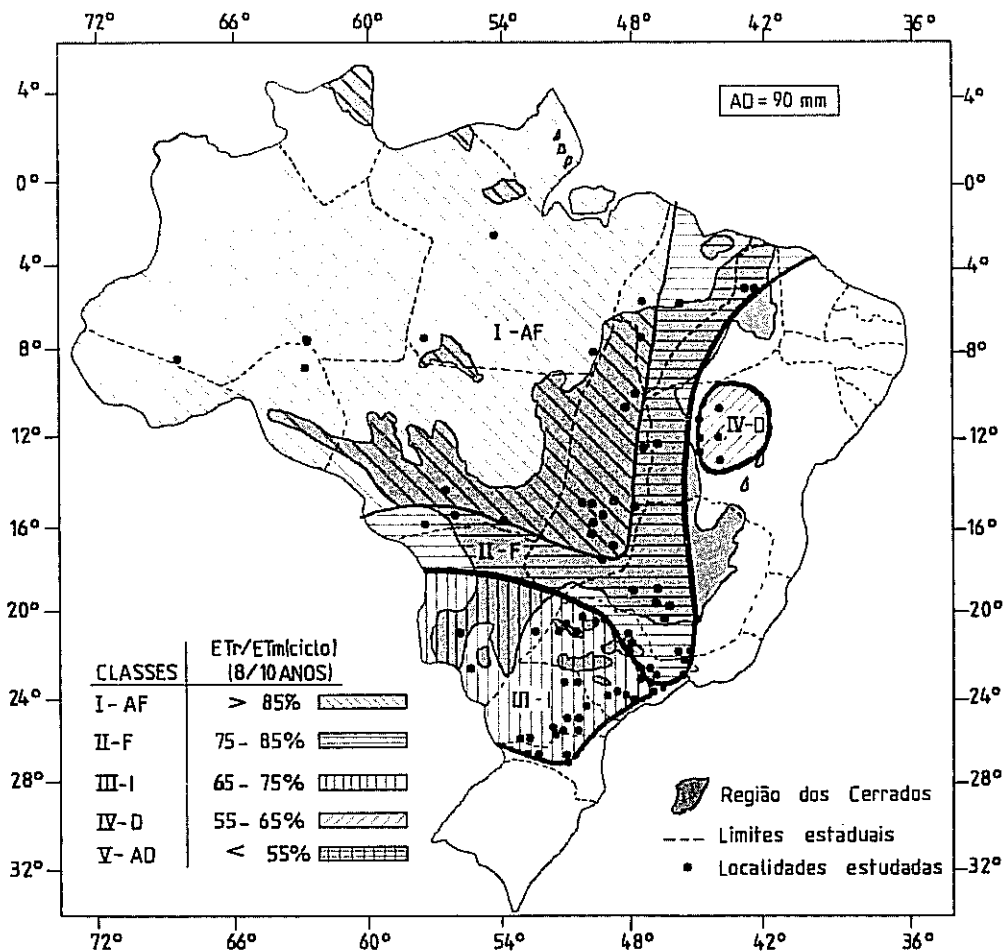 72° 66° 60° 54° 48° 42° 36°
4° 4°
AD = 90 mm
0° 0°
4° 4°
I-AF
8° 8°
IV-D
12° 12°
16° 16°
II-F
20° 20°
ETr/ETm(ciclo)
CLASSES (8/10 ANOS)
24° 24°
III-I
I-AF > 85%
II-F 75-85%
28° 28°
III-I 65-75%
Região dos Cerrados
IV-D 55-65%
Limites estaduais
V-AD < 55%
32° Localidades estudadas 32°
72° 66° 60° 54° 48° 42° 36°